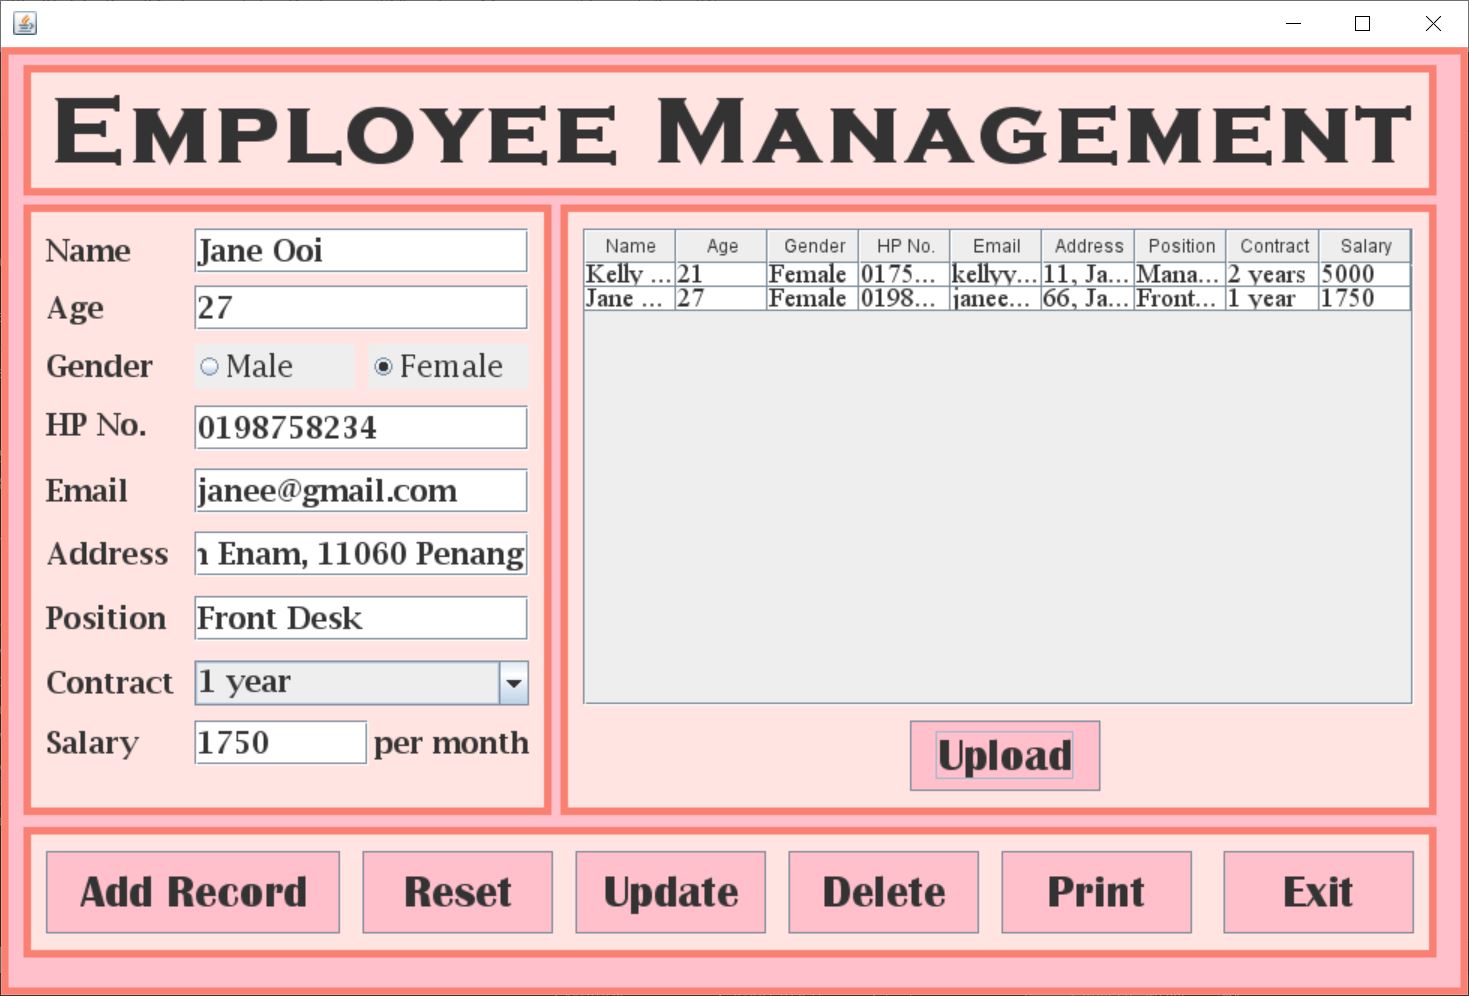 EMPLOYEE MANAGEMENT
Name Jane Ooi
Age 27
Gender Male Female
HP No. 0198758234
Email janee@gmail.com
Address n Enam, 11060 Penang
Position Front Desk
Contract 1 year
Salary 1750 per month
Name Age Gender HP No. Email Address Position Contract Salary
Kelly ... 21 Female 0175... kellyy... 11, Ja... Mana... 2 years 5000
Jane ... 27 Female 0198... janee... 66, Ja... Front... 1 year 1750
Upload
Add Record Reset Update Delete Print Exit